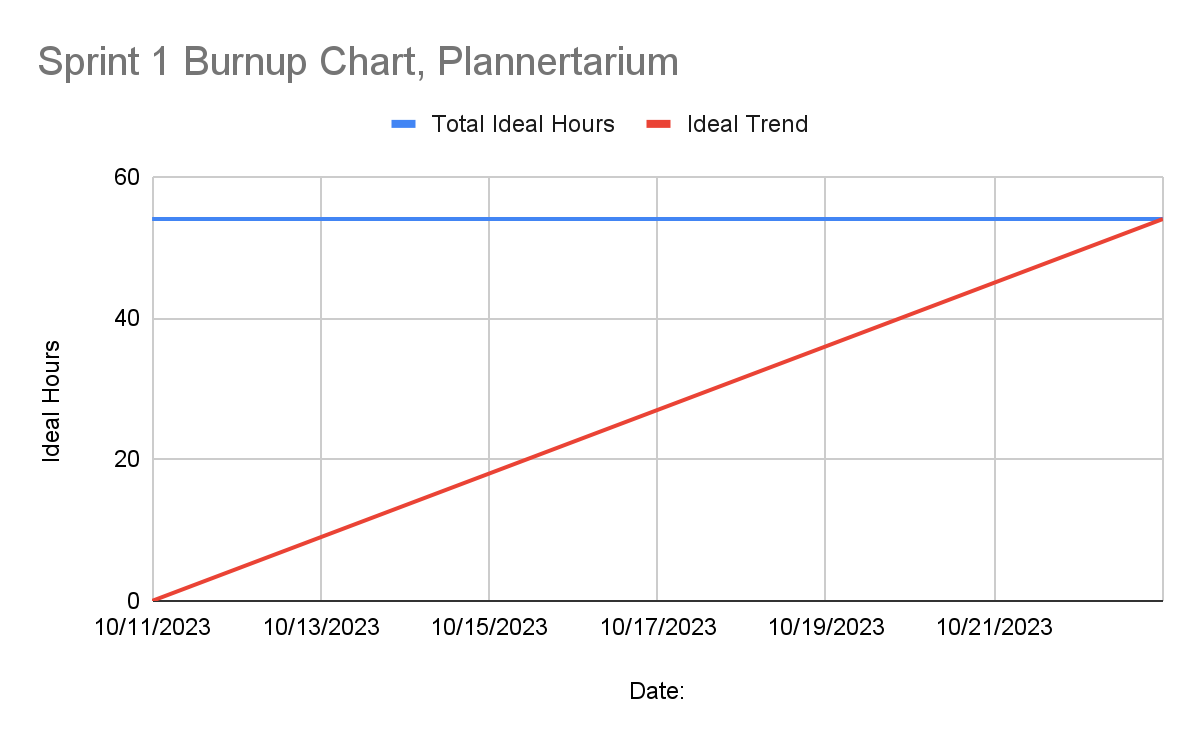 Sprint 1 Burnup Chart, Plannertarium
Total Ideal Hours Ideal Trend
60
40
20
0
Ideal Hours
10/11/2023 10/13/2023 10/15/2023 10/17/2023 10/19/2023 10/21/2023
Date: